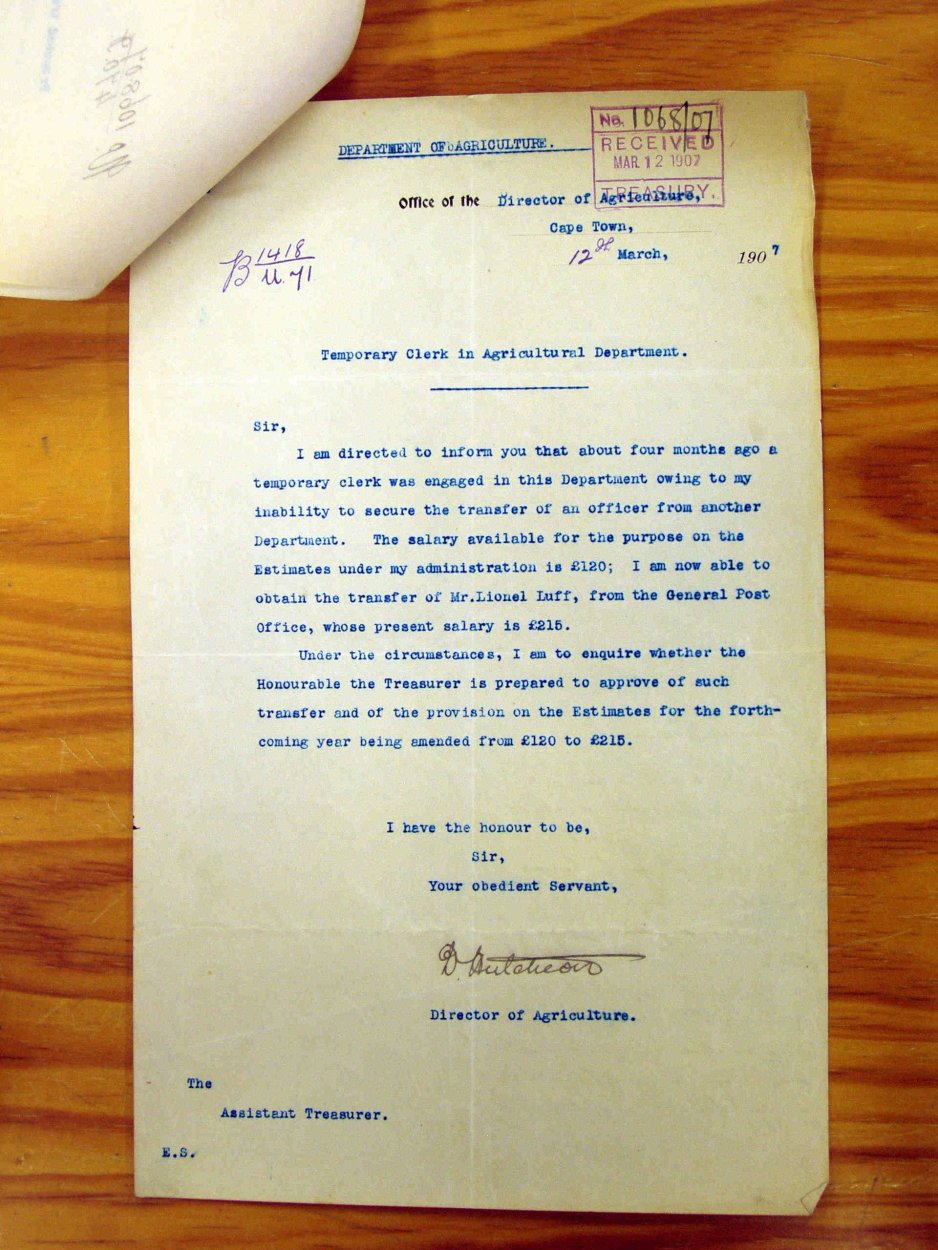 No. 1068/07
RECEIVED
MAR 12 1907
TREASURY.
DEPARTMENT OF AGRICULTURE.
Office of the Director of Agriculture,
Cape Town,
12th March, 1907
B 1418
U.71
Temporary Clerk in Agricultural Department.
Sir,
I am directed to inform you that about four months ago a
temporary clerk was engaged in this Department owing to my
inability to secure the transfer of an officer from another
Department. The salary available for the purpose on the
Estimates under my administration is £120; I am now able to
obtain the transfer of Mr.Lionel Luff, from the General Post
Office, whose present salary is £215.
Under the circumstances, I am to enquire whether the
Honourable the Treasurer is prepared to approve of such
transfer and of the provision on the Estimates for the forth-
coming year being amended from £120 to £215.
I have the honour to be,
Sir,
Your obedient Servant,
D Hutcheon
Director of Agriculture.
The
Assistant Treasurer.
E.S.